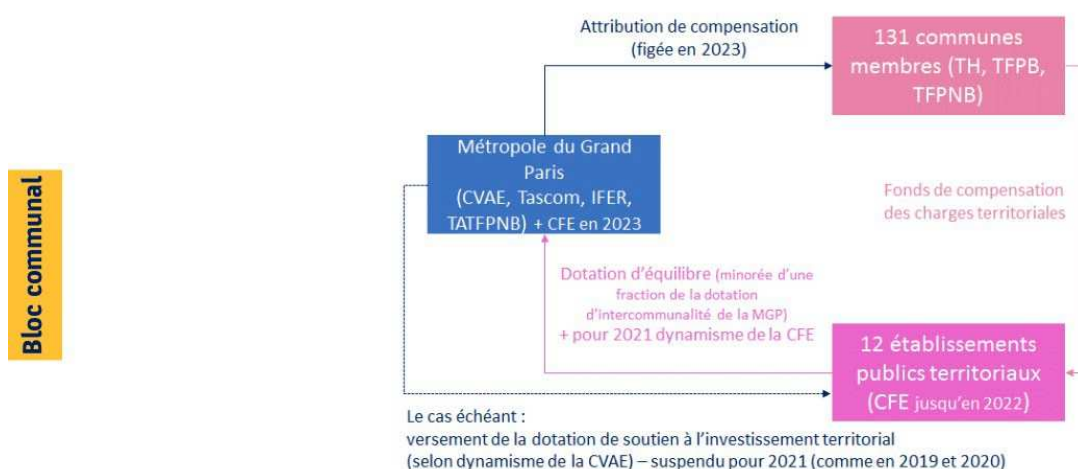 Attribution de compensation
(figée en 2023)
131 communes
membres (TH, TFPB,
TFPNB)
Métropole du Grand
Paris
(CVAE, Tascom, IFER,
TATFPNB) + CFE en 2023
Bloc communal
Fonds de compensation
des charges territoriales
Dotation d'équilibre (minorée d'une
fraction de la dotation
d'intercommunalité de la MGP)
+ pour 2021 dynamisme de la CFE
12 établissements
publics territoriaux
(CFE jusqu'en 2022)
Le cas échéant :
versement de la dotation de soutien à l'investissement territorial
(selon dynamisme de la CVAE) – suspendu pour 2021 (comme en 2019 et 2020)